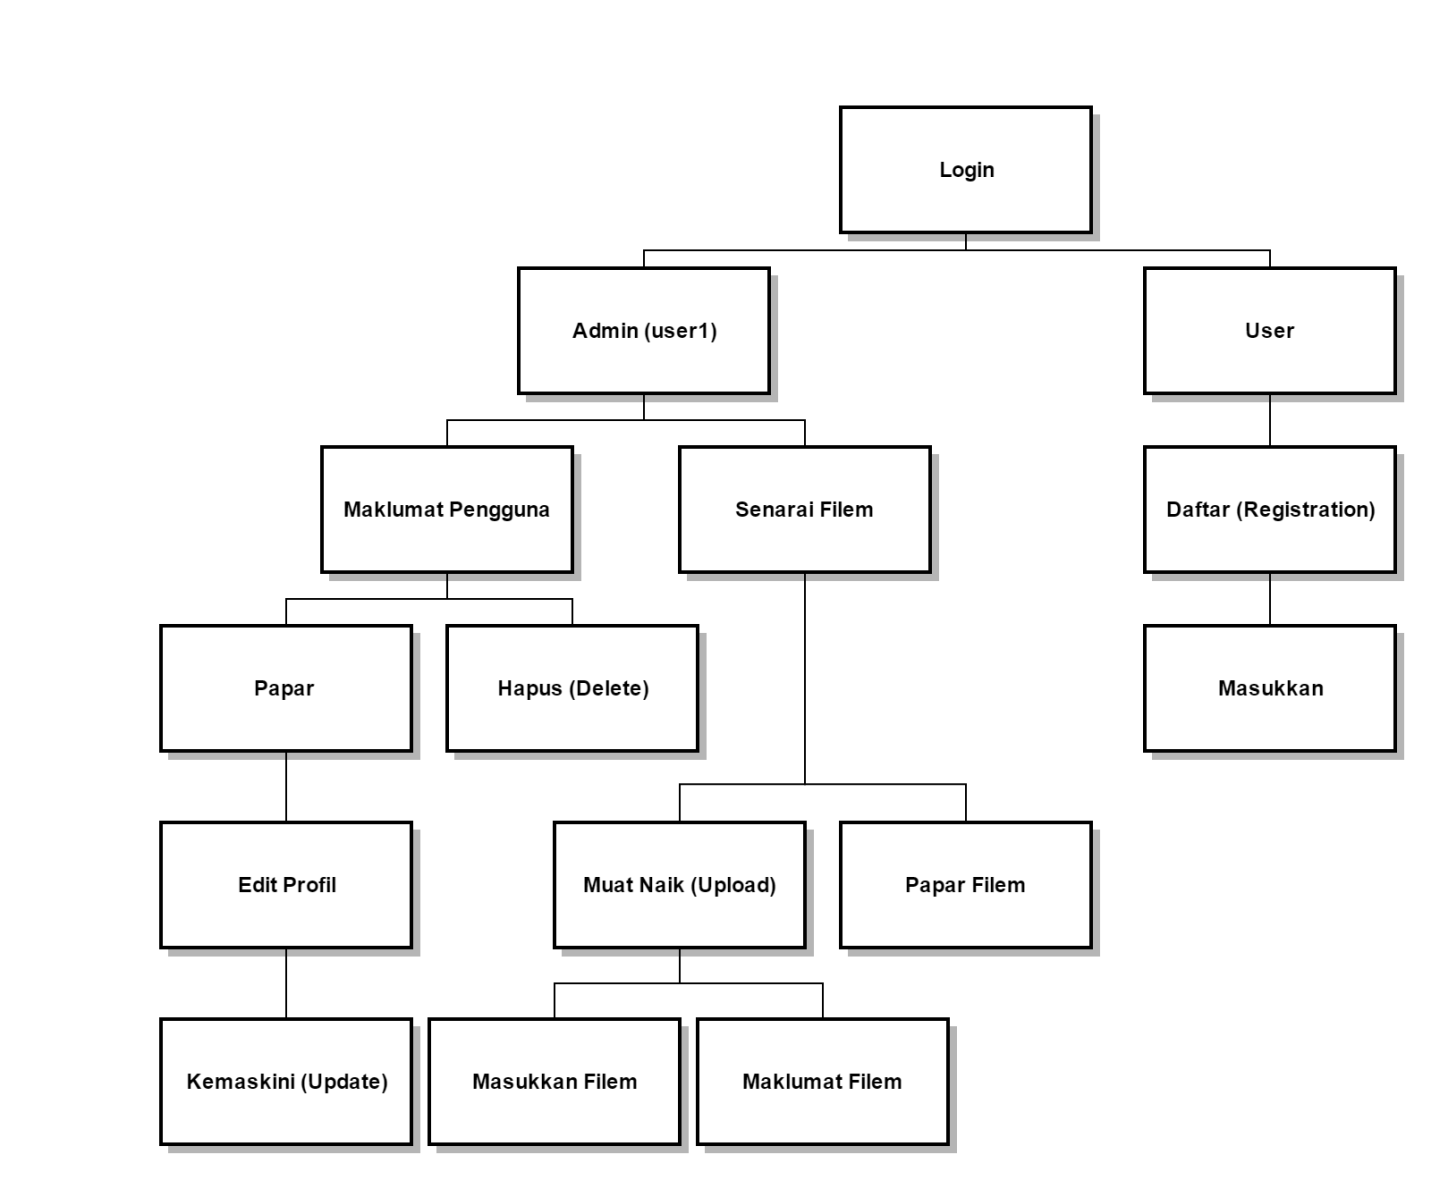 Login
Admin (user1)
User
Maklumat Pengguna
Senarai Filem
Daftar (Registration)
Papar
Hapus (Delete)
Masukkan
Edit Profil
Muat Naik (Upload)
Papar Filem
Kemaskini (Update)
Masukkan Filem
Maklumat Filem